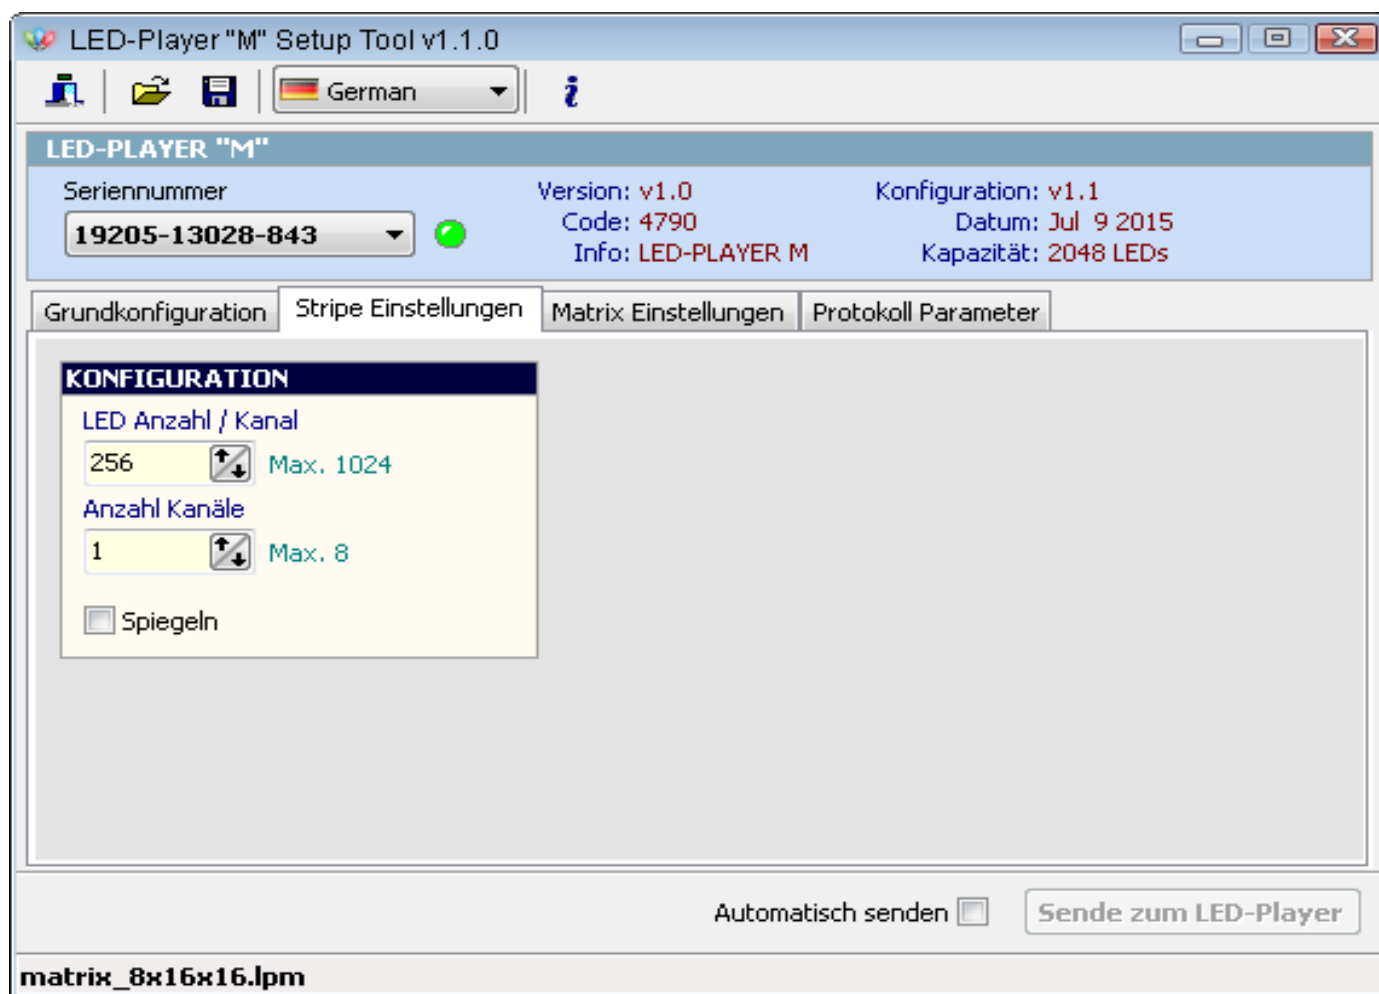 LED-Player "M" Setup Tool v1.1.0
German
LED-PLAYER "M"
Seriennummer
19205-13028-843
Version: v1.0
Code: 4790
Info: LED-PLAYER M
Konfiguration: v1.1
Datum: Jul 9 2015
Kapazität: 2048 LEDs
Grundkonfiguration
Stripe Einstellungen
Matrix Einstellungen
Protokoll Parameter
KONFIGURATION
LED Anzahl / Kanal
256 Max. 1024
Anzahl Kanäle
1 Max. 8
Spiegeln
Automatisch senden
Sende zum LED-Player
matrix_8x16x16.lpm